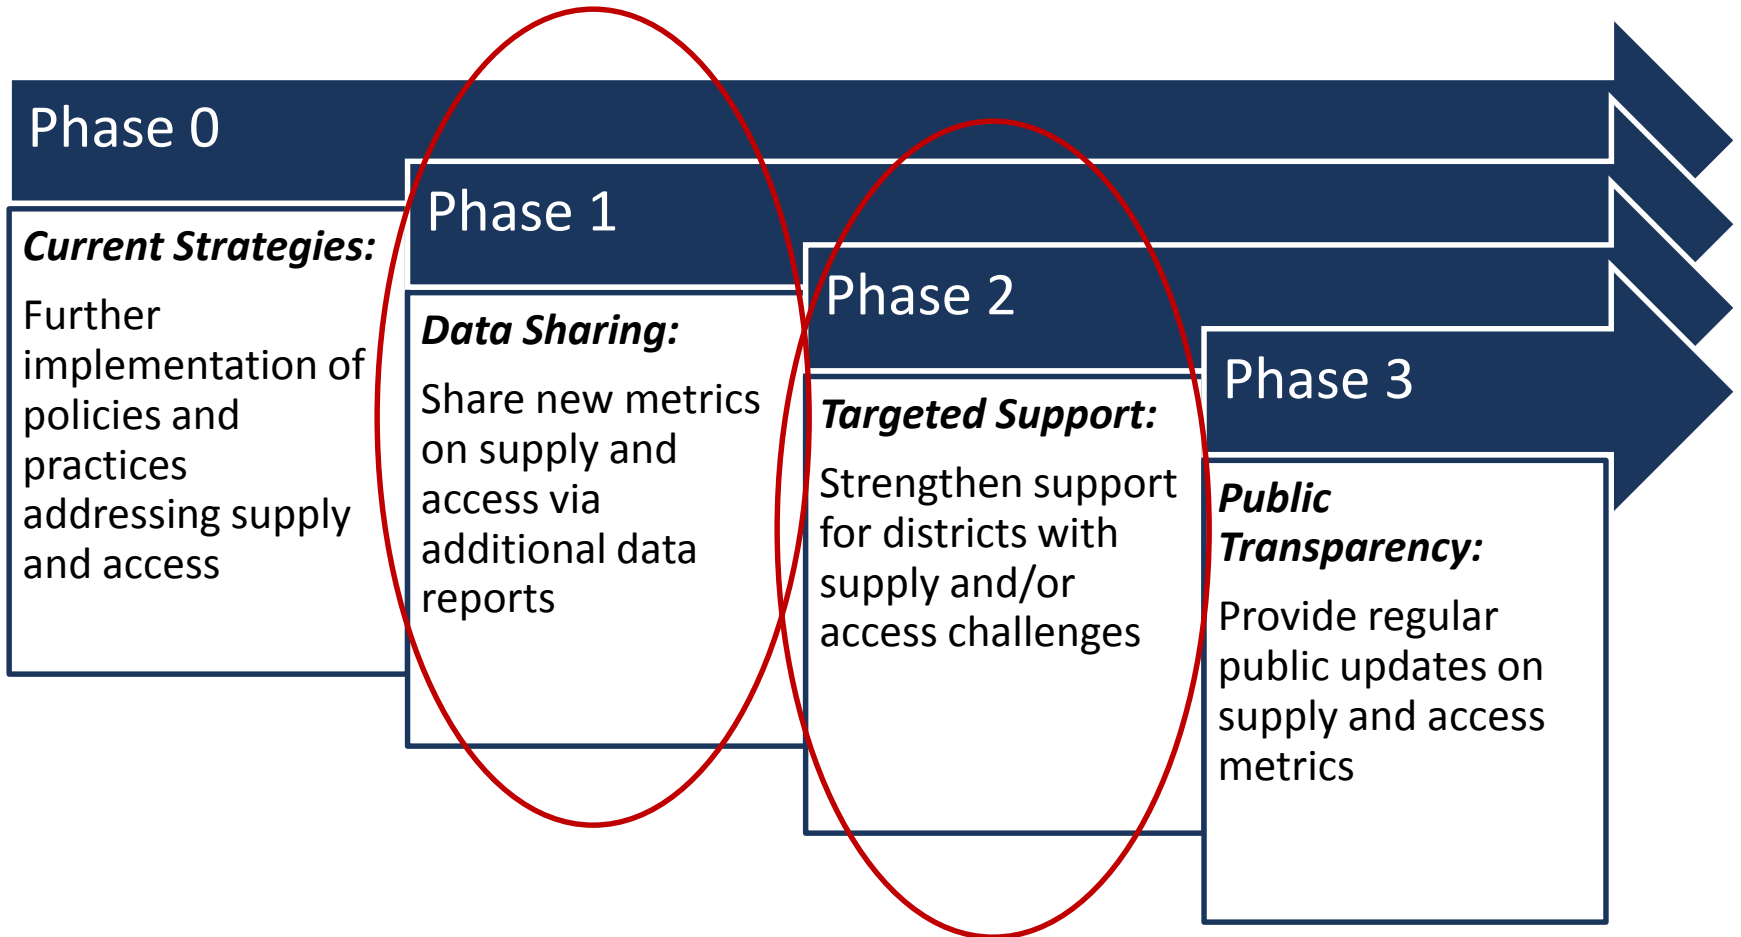 Phase 0
Current Strategies:
Further
implementation of
policies and
practices
addressing supply
and access
Phase 1
Data Sharing:
Share new metrics
on supply and
access via
additional data
reports
Phase 2
Targeted Support:
Strengthen support
for districts with
supply and/or
access challenges
Phase 3
Public
Transparency:
Provide regular
public updates on
supply and access
metrics